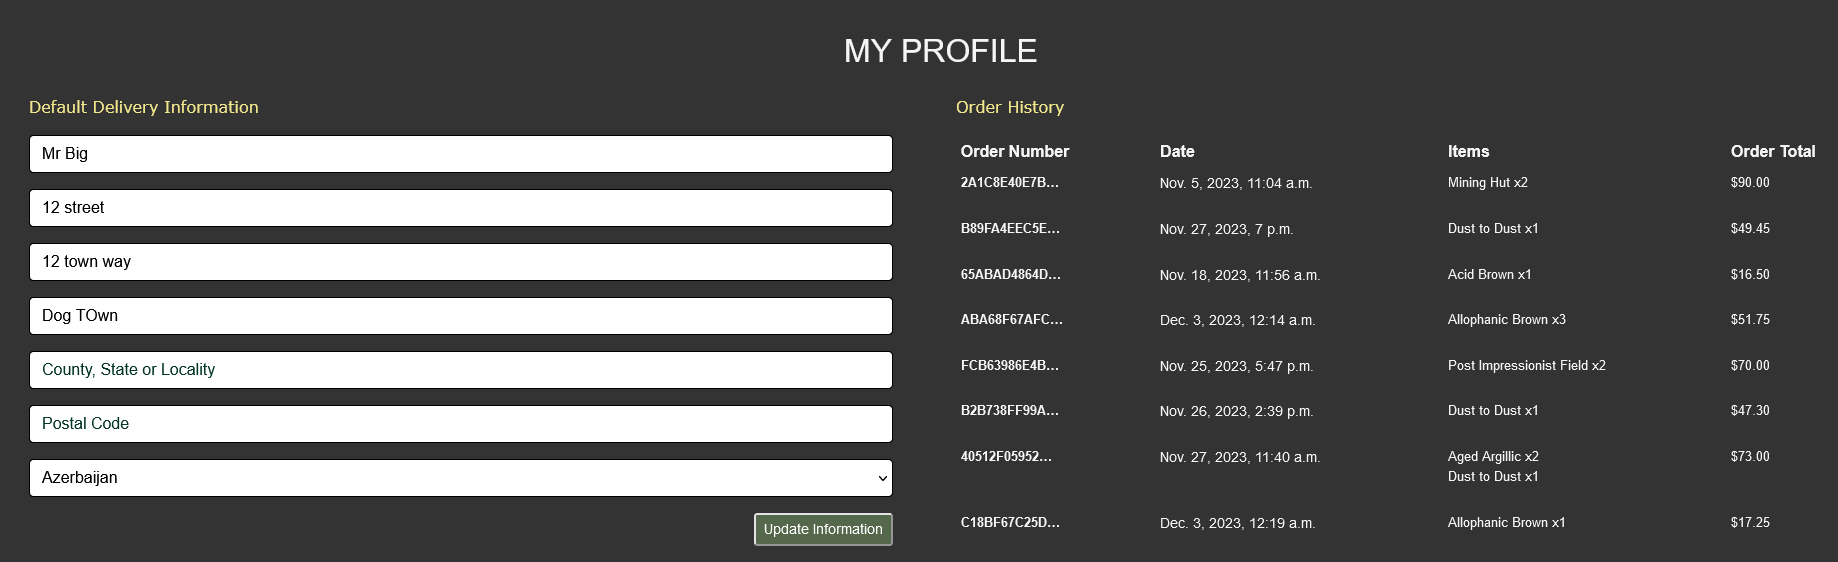 MY PROFILE
Default Delivery Information
Mr Big
12 street
12 town way
Dog TOwn
County, State or Locality
Postal Code
Azerbaijan
Update Information
Order History
Order Number Date Items Order Total
2A1C8E40E7B... Nov. 5, 2023, 11:04 a.m. Mining Hut x2 $90.00
B89FA4EEC5E... Nov. 27, 2023, 7 p.m. Dust to Dust x1 $49.45
65ABAD4864D... Nov. 18, 2023, 11:56 a.m. Acid Brown x1 $16.50
ABA68F67AFC... Dec. 3, 2023, 12:14 a.m. Allophanic Brown x3 $51.75
FCB63986E4B... Nov. 25, 2023, 5:47 p.m. Post Impressionist Field x2 $70.00
B2B738FF99A... Nov. 26, 2023, 2:39 p.m. Dust to Dust x1 $47.30
40512F05952... Nov. 27, 2023, 11:40 a.m. Aged Argillic x2 $73.00
Dust to Dust x1
C18BF67C25D... Dec. 3, 2023, 12:19 a.m. Allophanic Brown x1 $17.25